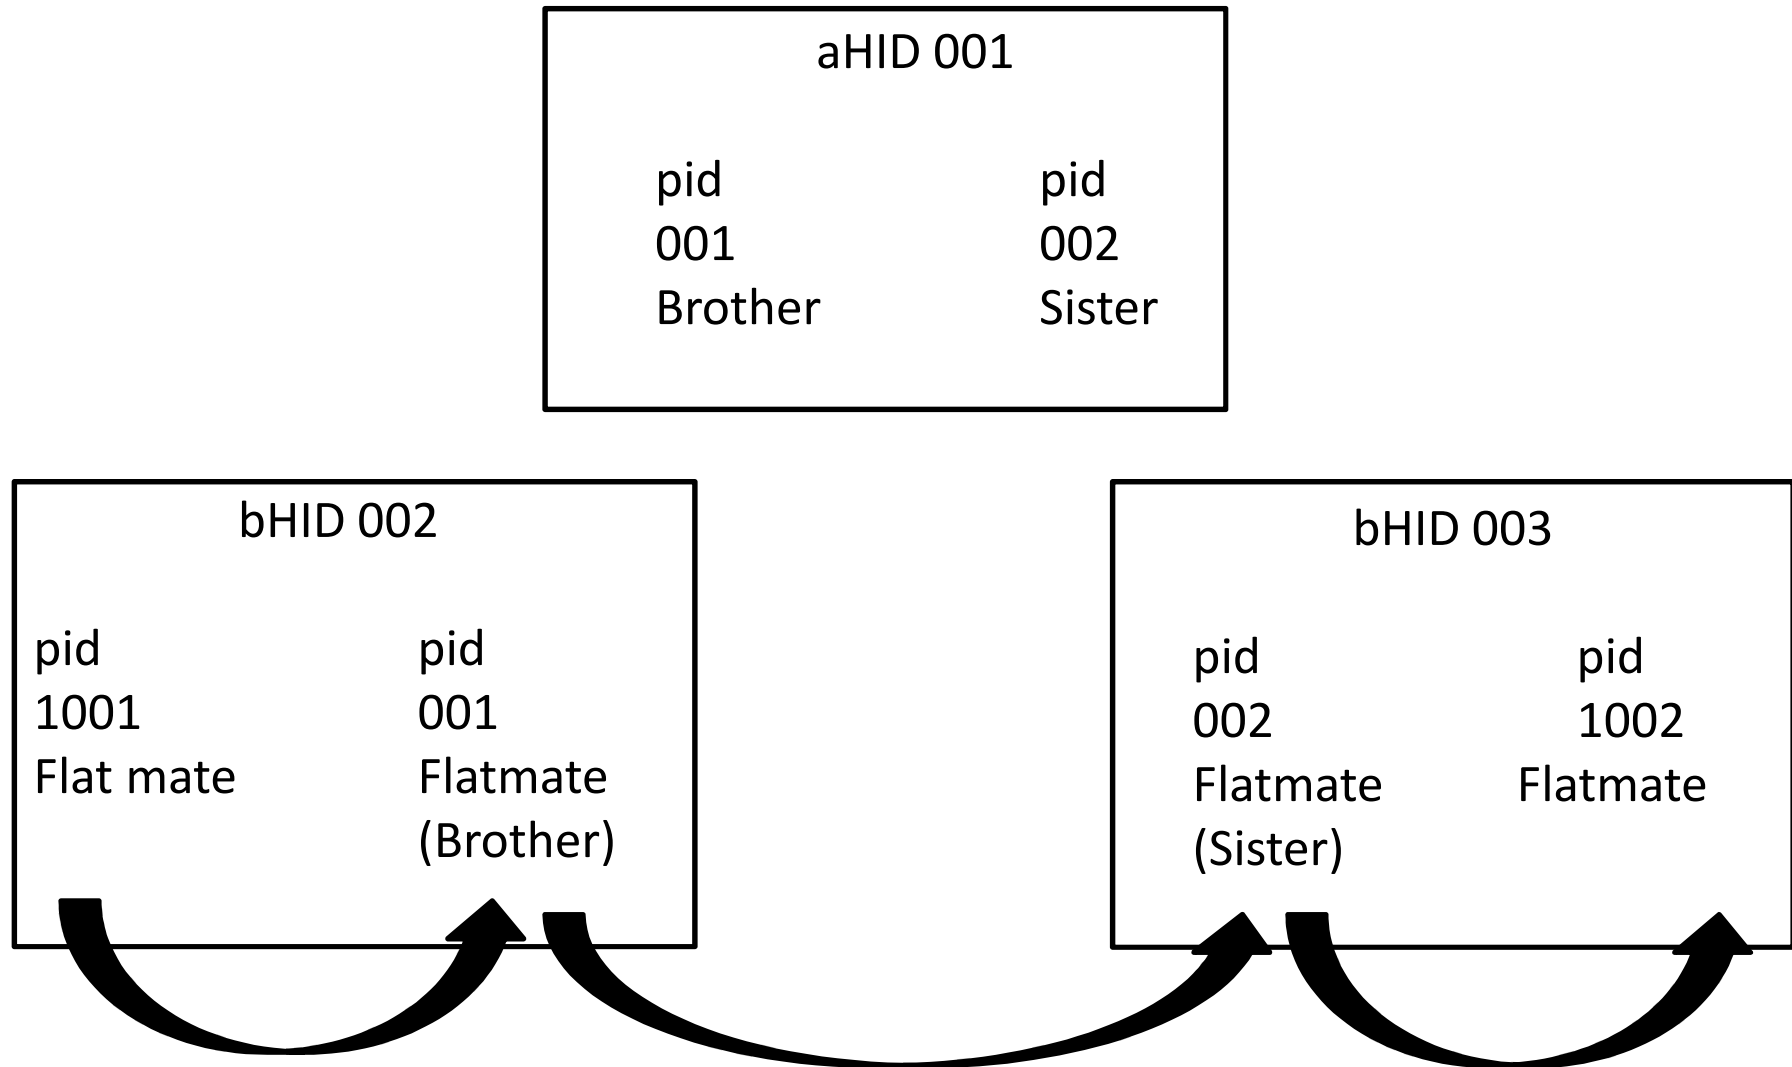 aHID 001
pid
001
Brother
pid
002
Sister
bHID 002
pid
1001
Flat mate
pid
001
Flatmate
(Brother)
bHID 003
pid
002
Flatmate
(Sister)
pid
1002
Flatmate